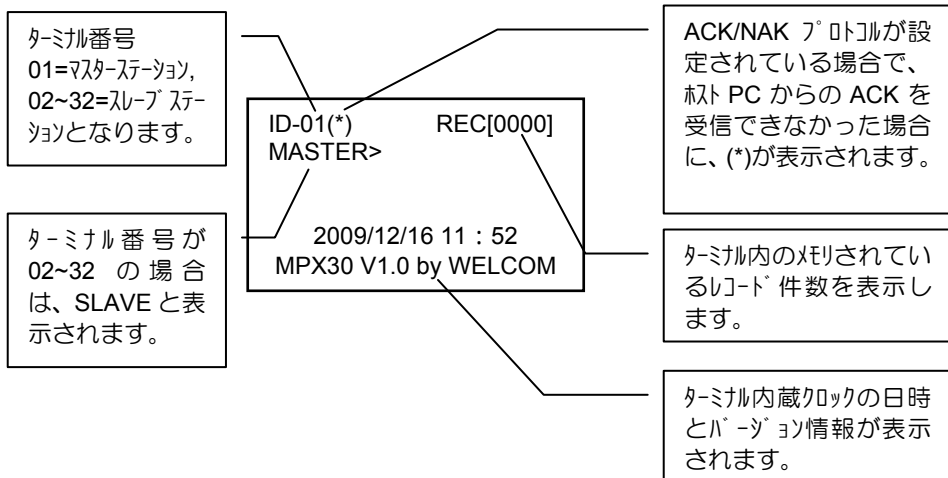 ﾀｰﾐﾅﾙ番号
01=ﾏｽﾀｰｽﾃｰｼｮﾝ,
02~32=ｽﾚｰﾌﾞ ｽﾃｰ
ｼｮﾝとなります。
ﾀｰﾐﾅﾙ番号が
02~32 の場合
は、SLAVE と表
示されます。
ID-01(*) REC[0000]
MASTER>
2009/12/16 11：52
MPX30 V1.0 by WELCOM
ACK/NAK ﾌﾟﾛﾄｺﾙが設
定されている場合で、
ﾎｽﾄ PC からの ACK を
受信できなかった場合
に、(*)が表示されます。
ﾀｰﾐﾅﾙ内のﾒﾓﾘされてい
るﾚｺｰﾄﾞ件数を表示し
ます。
ﾀｰﾐﾅﾙ内蔵ｸﾛｯｸの日時
とﾊﾞｰｼﾞｮﾝ情報が表示
されます。